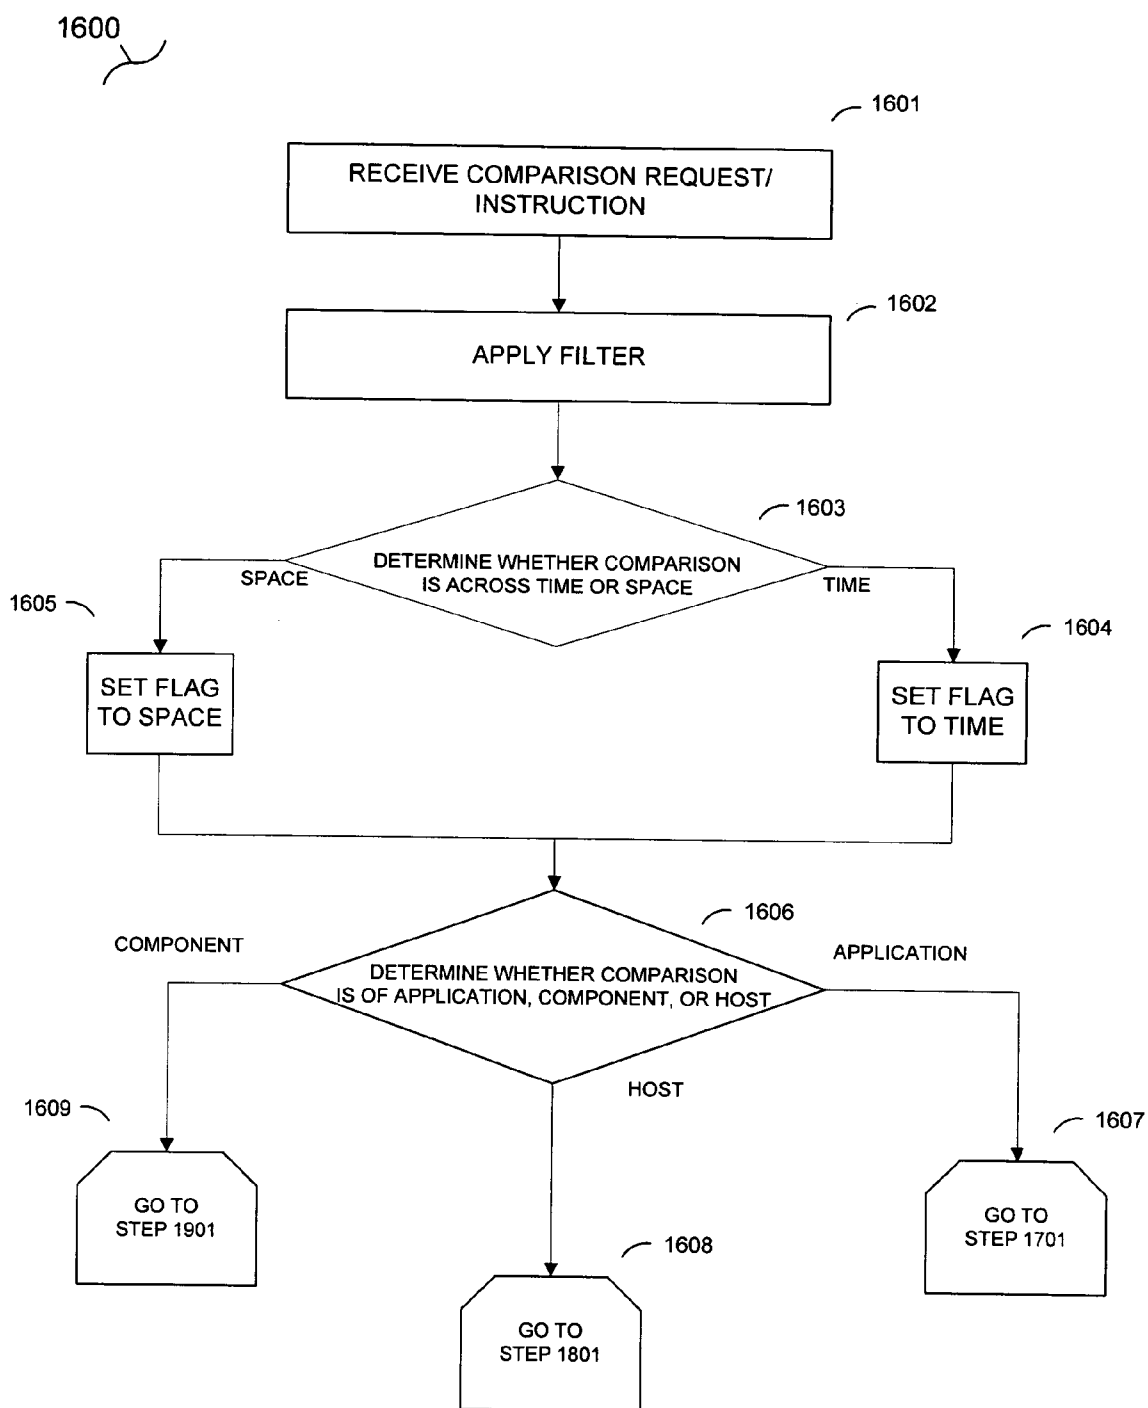 1600
1601
RECEIVE COMPARISON REQUEST/
INSTRUCTION
1602
APPLY FILTER
1603
DETERMINE WHETHER COMPARISON
IS ACROSS TIME OR SPACE
SPACE
TIME
1605
1604
SET FLAG
TO SPACE
SET FLAG
TO TIME
1606
COMPONENT
APPLICATION
DETERMINE WHETHER COMPARISON
IS OF APPLICATION, COMPONENT, OR HOST
HOST
1609
1607
GO TO
STEP 1901
GO TO
STEP 1701
1608
GO TO
STEP 1801